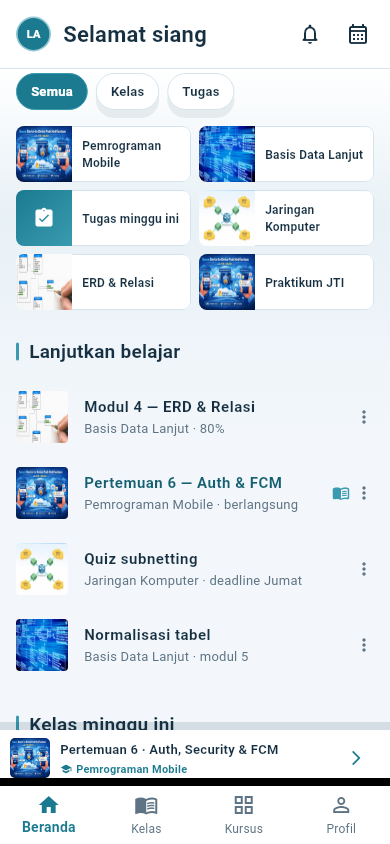 LA
Selamat siang
Semua
Kelas
Tugas
Pemrograman
Mobile
Basis Data Lanjut
Tugas minggu ini
Jaringan
Komputer
ERD & Relasi
Praktikum JTI
Lanjutkan belajar
Modul 4 — ERD & Relasi
Basis Data Lanjut · 80%
Pertemuan 6 — Auth & FCM
Pemrograman Mobile · berlangsung
Quiz subnetting
Jaringan Komputer · deadline Jumat
Normalisasi tabel
Basis Data Lanjut · modul 5
Kelas minggu ini
Pertemuan 6 · Auth, Security & FCM
Pemrograman Mobile
Beranda
Kelas
Kursus
Profil